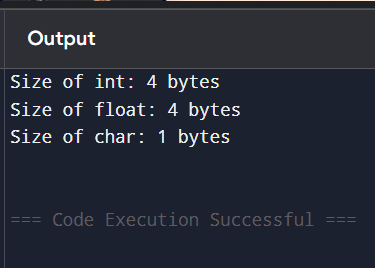 Output
Size of int: 4 bytes
Size of float: 4 bytes
Size of char: 1 bytes
=== Code Execution Successful ===